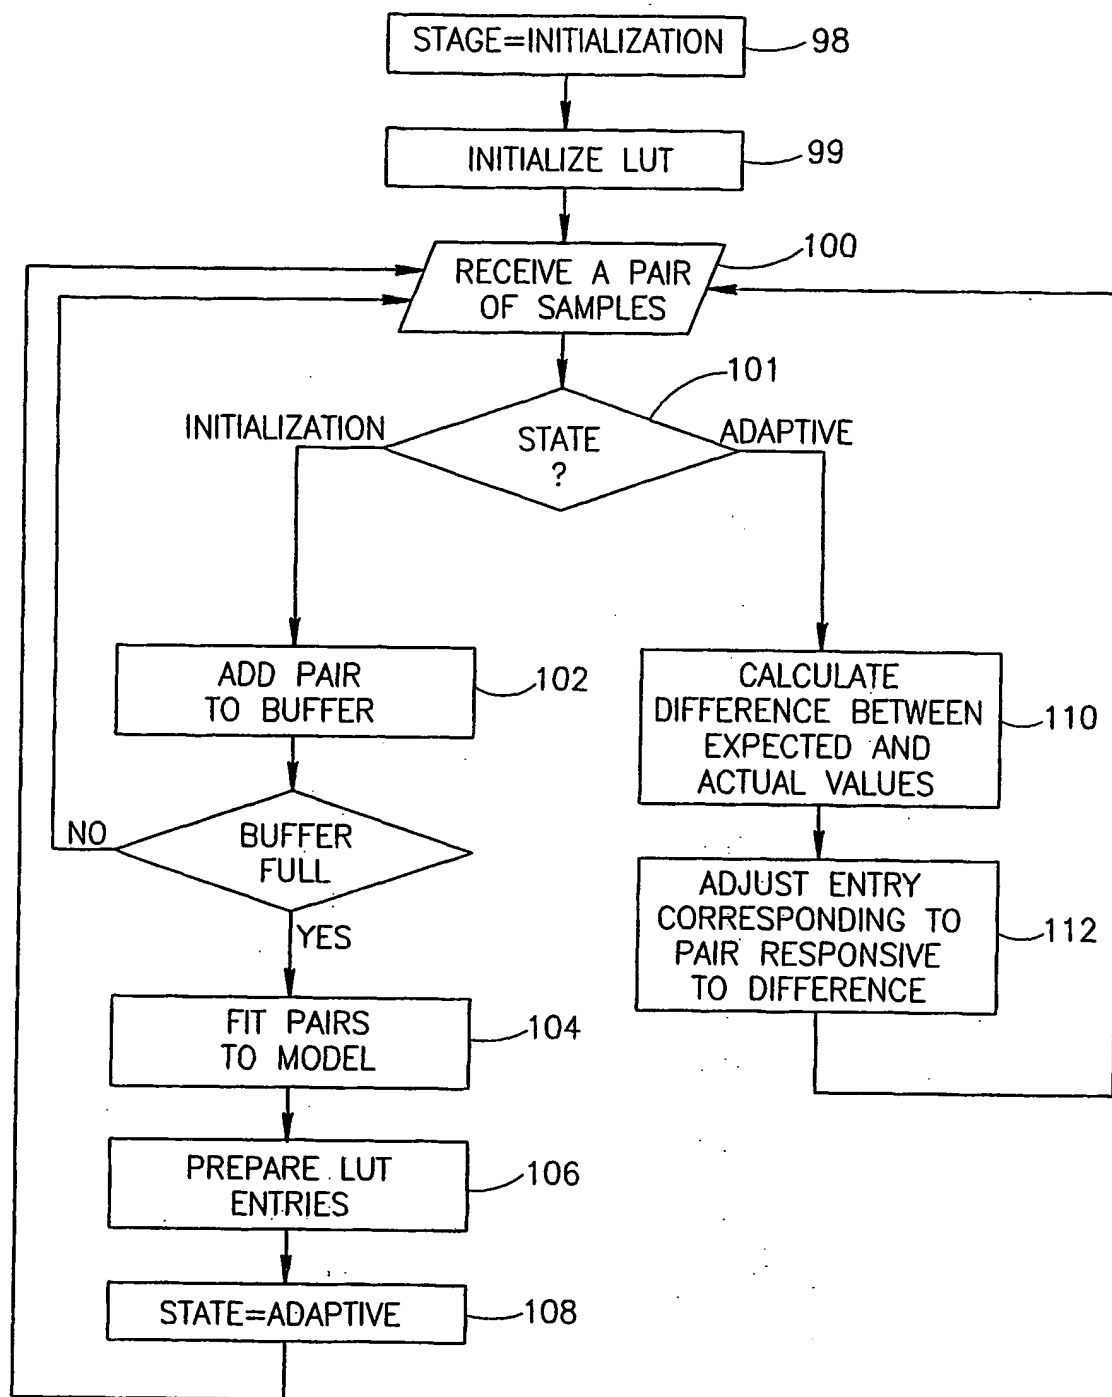 STAGE=INITIALIZATION
98
INITIALIZE LUT
99
100
RECEIVE A PAIR
OF SAMPLES
101
INITIALIZATION
STATE
?
ADAPTIVE
ADD PAIR
TO BUFFER
102
CALCULATE
DIFFERENCE BETWEEN
EXPECTED AND
ACTUAL VALUES
110
NO
BUFFER
FULL
YES
ADJUST ENTRY
CORRESPONDING TO
PAIR RESPONSIVE
TO DIFFERENCE
112
FIT PAIRS
TO MODEL
104
PREPARE LUT
ENTRIES
106
STATE=ADAPTIVE
108